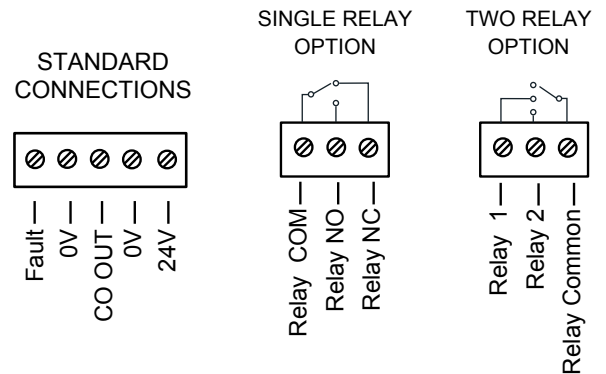 STANDARD
CONNECTIONS
Fault
0V
CO OUT
0V
24V
SINGLE RELAY
OPTION
Relay COM
Relay NO
Relay NC
TWO RELAY
OPTION
Relay 1
Relay 2
Relay Common